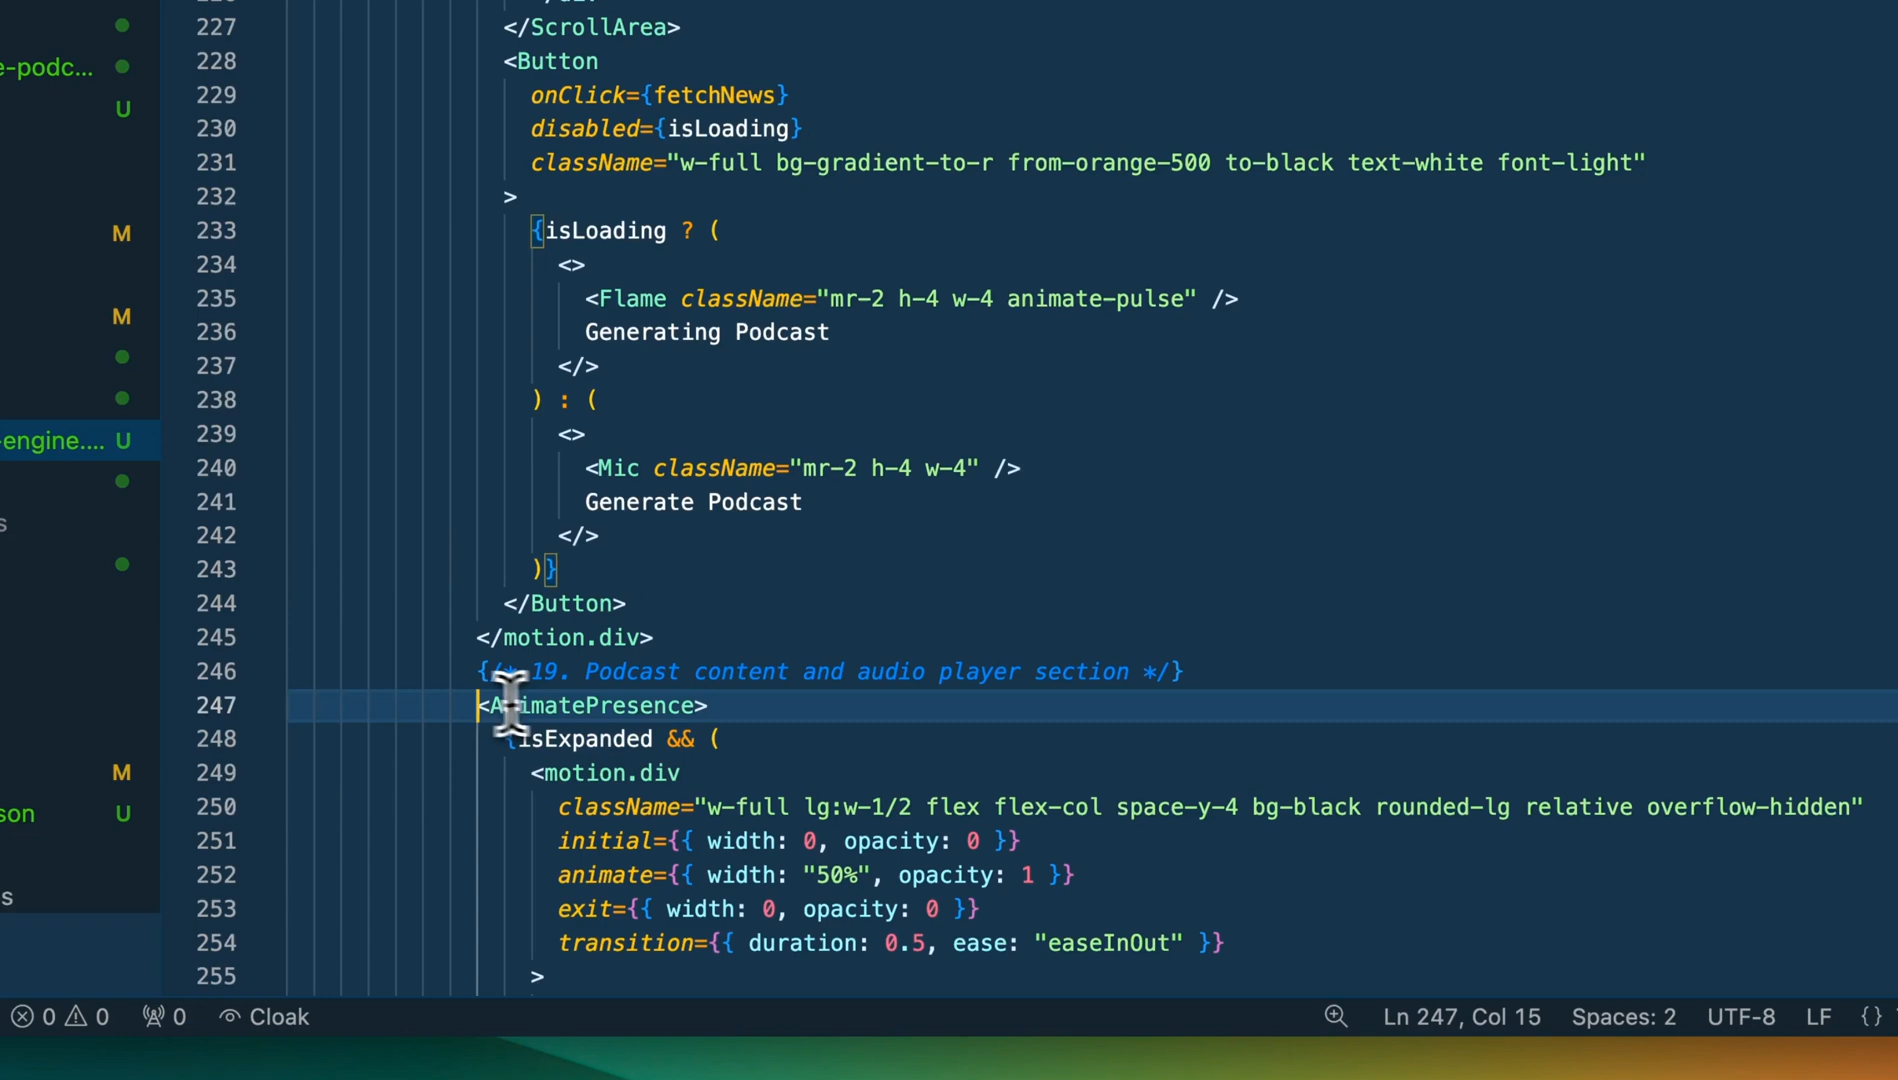 227 </ScrollArea>
e-podc... 228 <Button
U 229 onClick={fetchNews}
230 disabled={isLoading}
231 className="w-full bg-gradient-to-r from-orange-500 to-black text-white font-light"
232 >
M 233 {isLoading ? (
234 <>
M 235 <Flame className="mr-2 h-4 w-4 animate-pulse" />
236 Generating Podcast
237 </>
238 ) : (
-engine.... U 239 <>
240 <Mic className="mr-2 h-4 w-4" />
241 Generate Podcast
s 242 </>
243 )}
244 </Button>
245 </motion.div>
246 {/* 19. Podcast content and audio player section */}
247 <AnimatePresence>
248 {isExpanded && (
M 249 <motion.div
son U 250 className="w-full lg:w-1/2 flex flex-col space-y-4 bg-black rounded-lg relative overflow-hidden"
251 initial={{ width: 0, opacity: 0 }}
252 animate={{ width: "50%", opacity: 1 }}
s 253 exit={{ width: 0, opacity: 0 }}
254 transition={{ duration: 0.5, ease: "easeInOut" }}
255 >
0 0 0 Cloak Ln 247, Col 15 Spaces: 2 UTF-8 LF {}